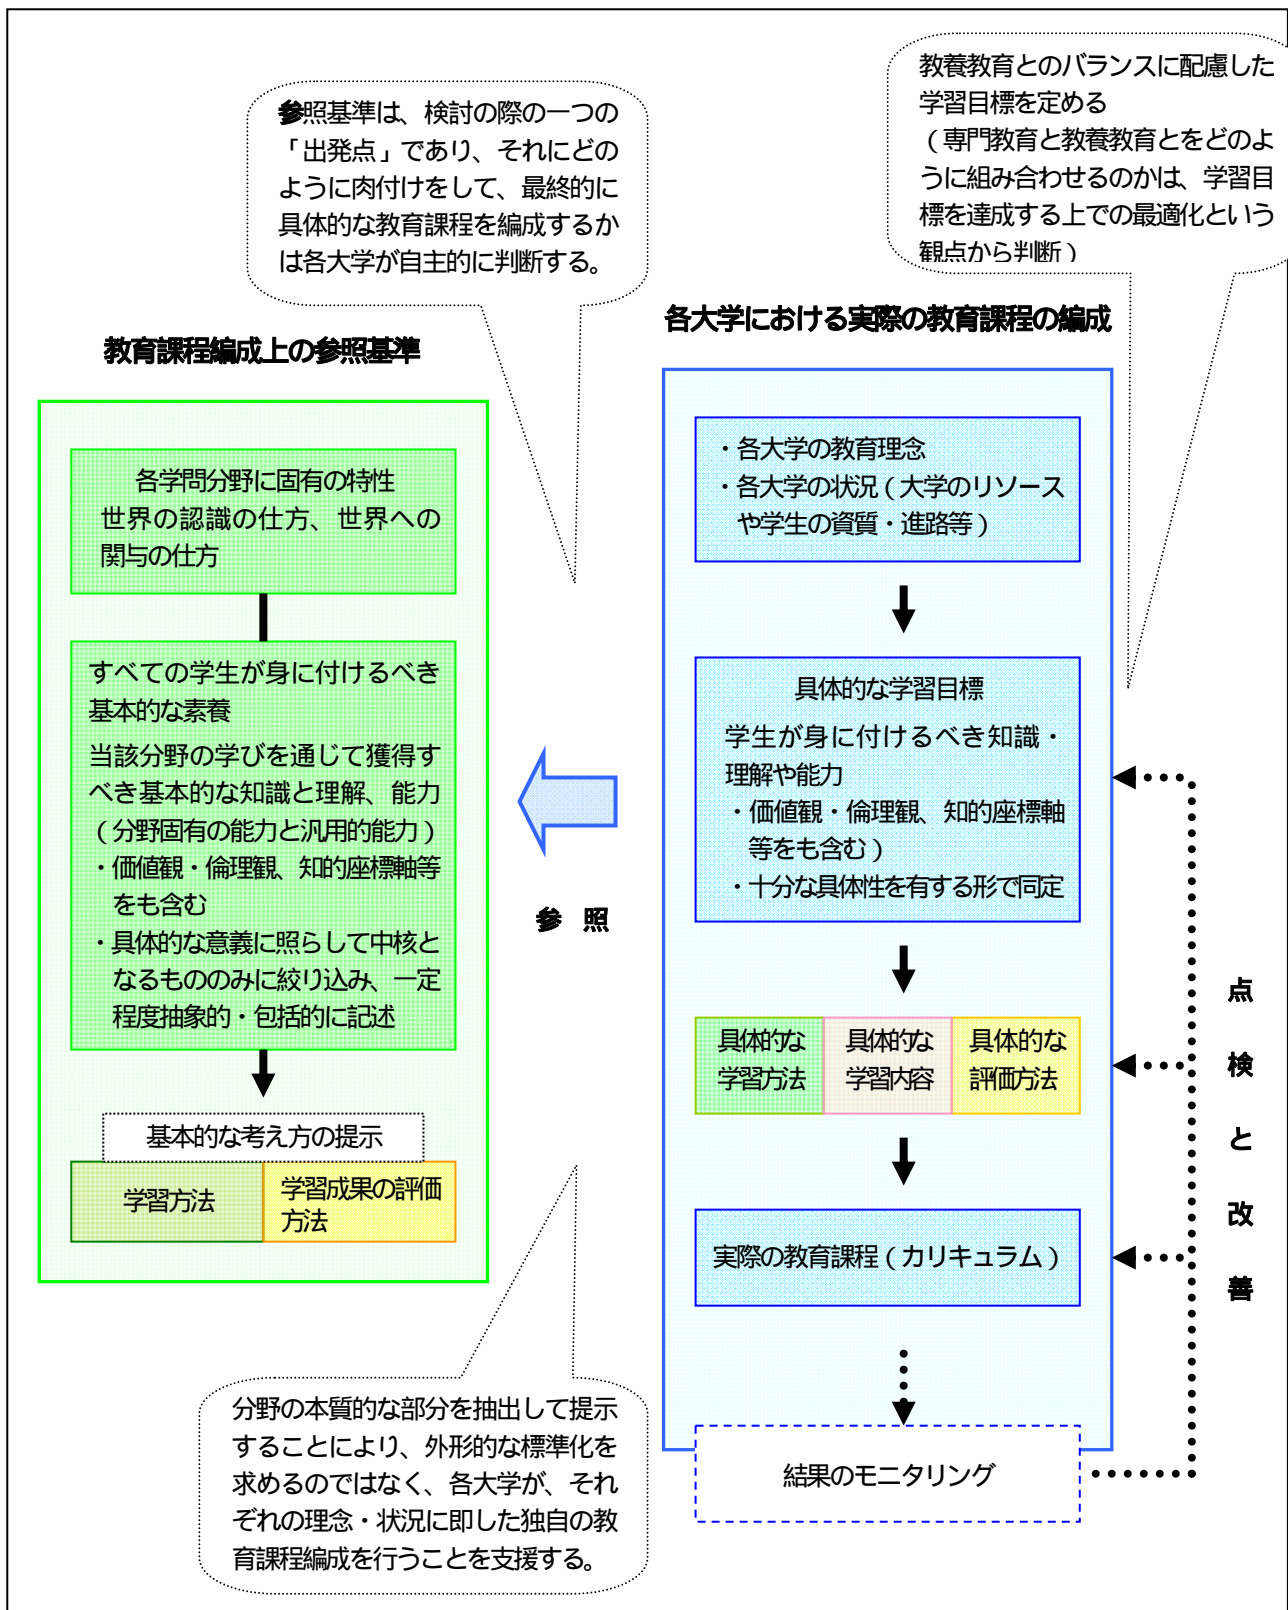 教養教育とのバランスに配慮した
学習目標を定める
(専門教育と教養教育とをどのよ
うに組み合わせるのかは、学習目
標を達成する上での最適化という
観点から判断)
参照基準は、検討の際の一つの
「出発点」であり、それにどの
ように肉付けをして、最終的に
具体的な教育課程を編成するか
は各大学が自主的に判断する。
教育課程編成上の参照基準
各学問分野に固有の特性
世界の認識の仕方、世界への
関与の仕方
すべての学生が身に付けるべき
基本的な素養
当該分野の学びを通じて獲得す
べき基本的な知識と理解、能力
(分野固有の能力と汎用的能力)
・価値観・倫理観、知的座標軸等
をも含む
・具体的な意義に照らして中核と
なるもののみに絞り込み、一定
程度抽象的・包括的に記述
基本的な考え方の提示
学習方法
学習成果の評価
方法
参 照
各大学における実際の教育課程の編成
・各大学の教育理念
・各大学の状況(大学のリソース
や学生の資質・進路等)
具体的な学習目標
学生が身に付けるべき知識・
理解や能力
・価値観・倫理観、知的座標軸
等をも含む)
・十分な具体性を有する形で同定
具体的な
学習方法
具体的な
学習内容
具体的な
評価方法
実際の教育課程(カリキュラム)
結果のモニタリング
点
検
と
改
善
分野の本質的な部分を抽出して提示
することにより、外形的な標準化を
求めるのではなく、各大学が、それ
ぞれの理念・状況に即した独自の教
育課程編成を行うことを支援する。